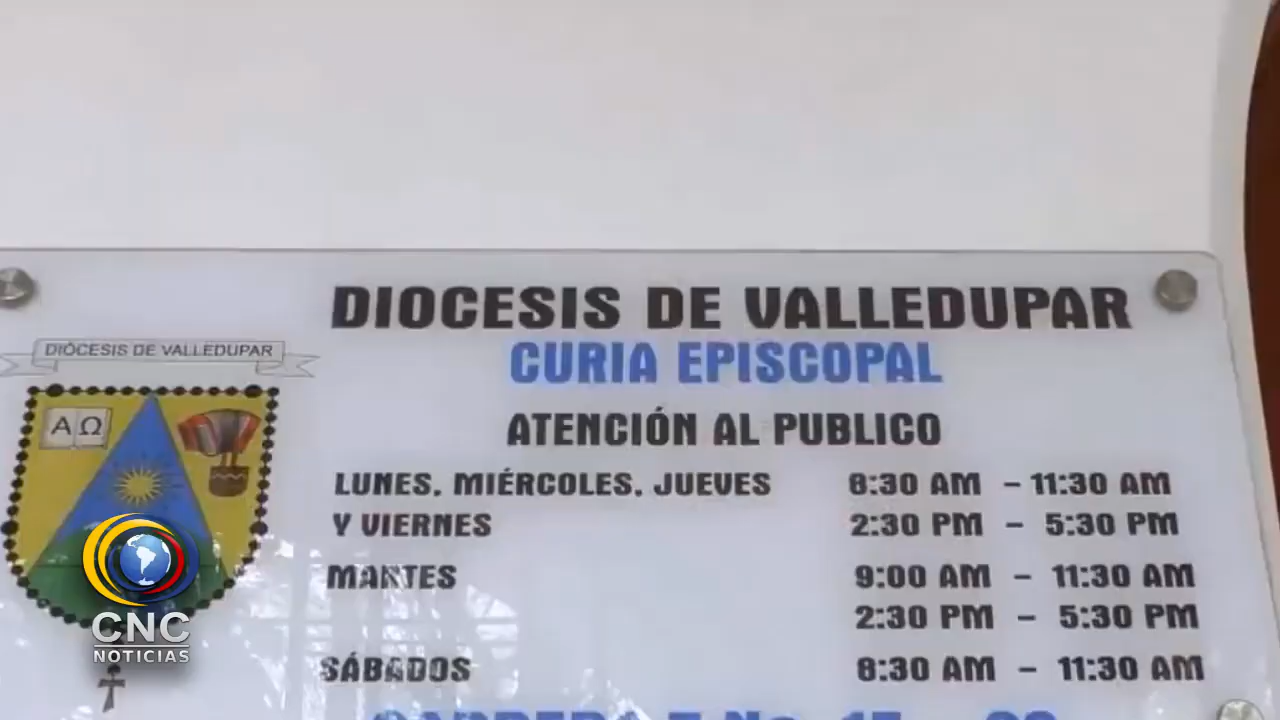 DIOCESIS DE VALLEDUPAR
CURIA EPISCOPAL
ATENCIÓN AL PUBLICO
LUNES, MIÉRCOLES, JUEVES 8:30 AM – 11:30 AM
Y VIERNES 2:30 PM – 5:30 PM
MARTES 9:00 AM – 11:30 AM
2:30 PM – 5:30 PM
SÁBADOS 8:30 AM – 11:30 AM
DIÓCESIS DE VALLEDUPAR
Α Ω
CNC
NOTICIAS